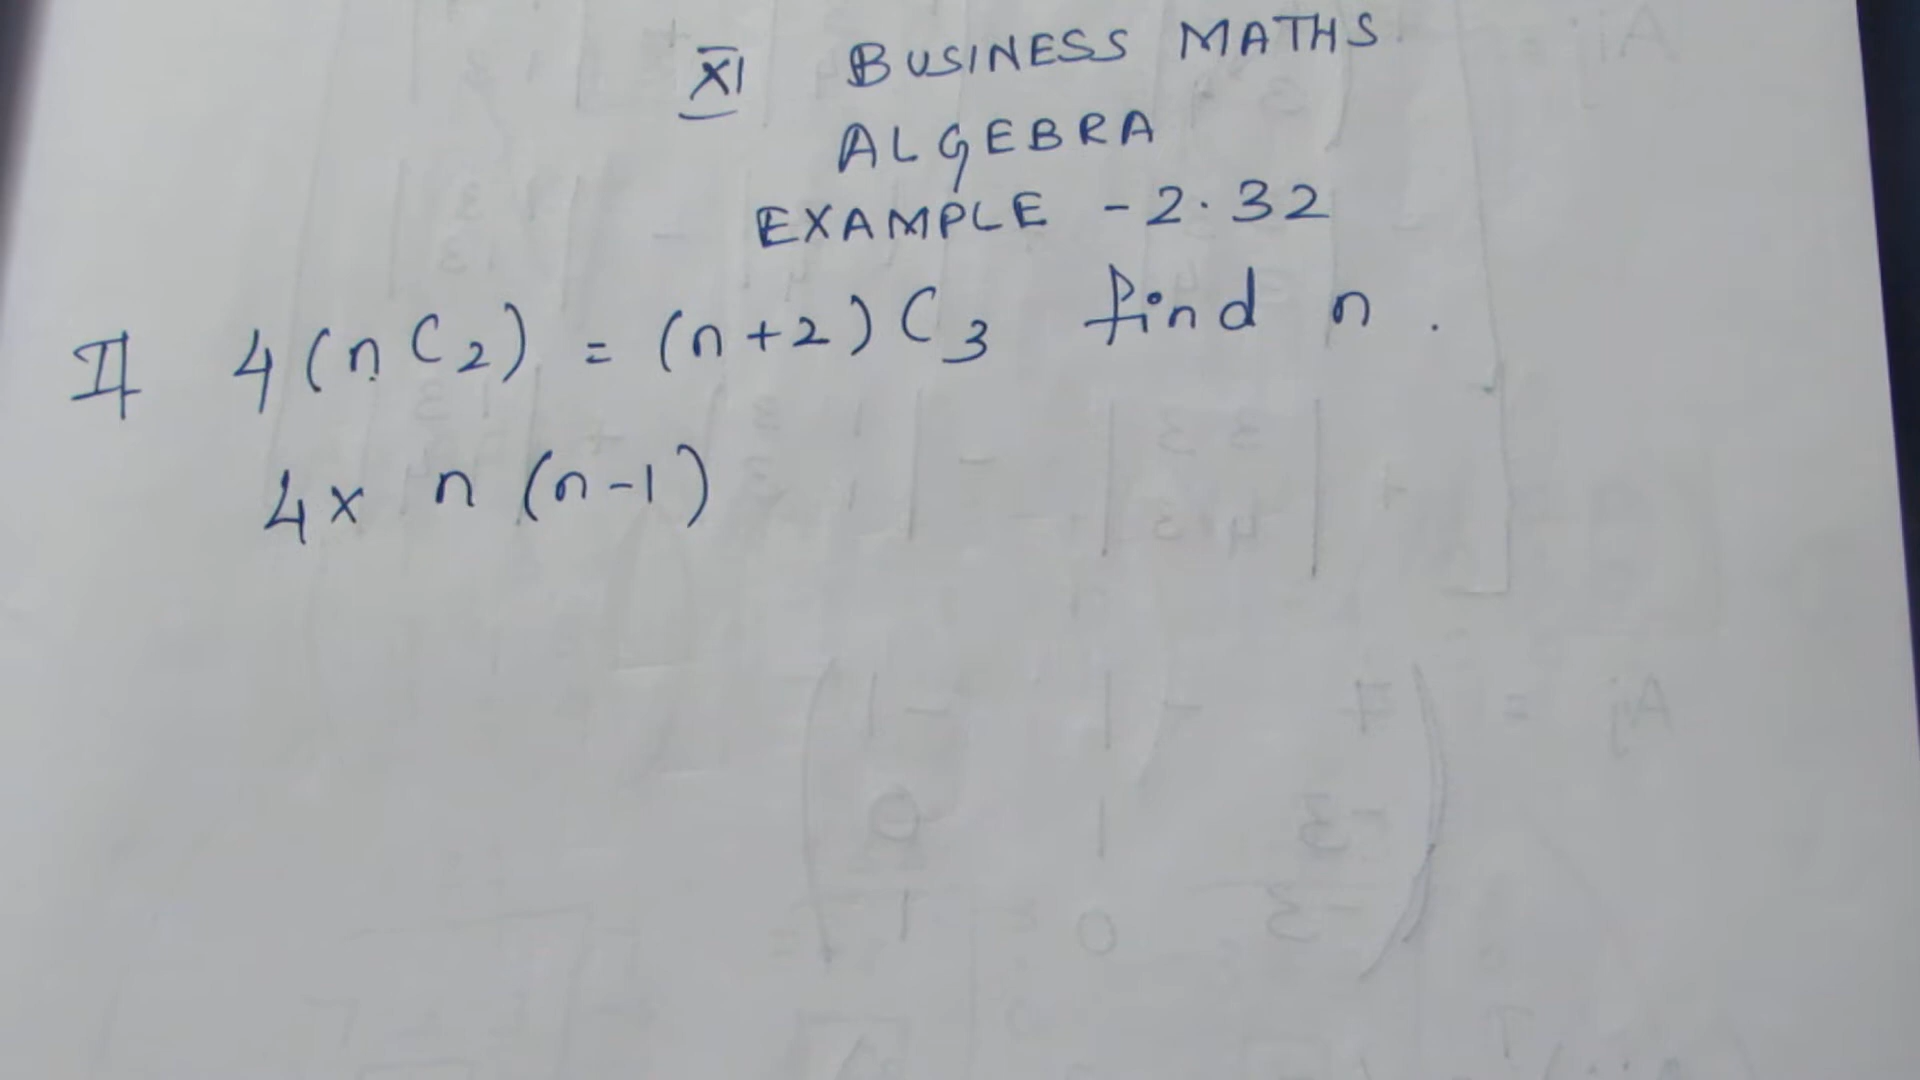 XI BUSINESS MATHS
ALGEBRA
EXAMPLE - 2.32
If 4(nC₂) = (n+2)C₃ find n.
4x n (n-1)